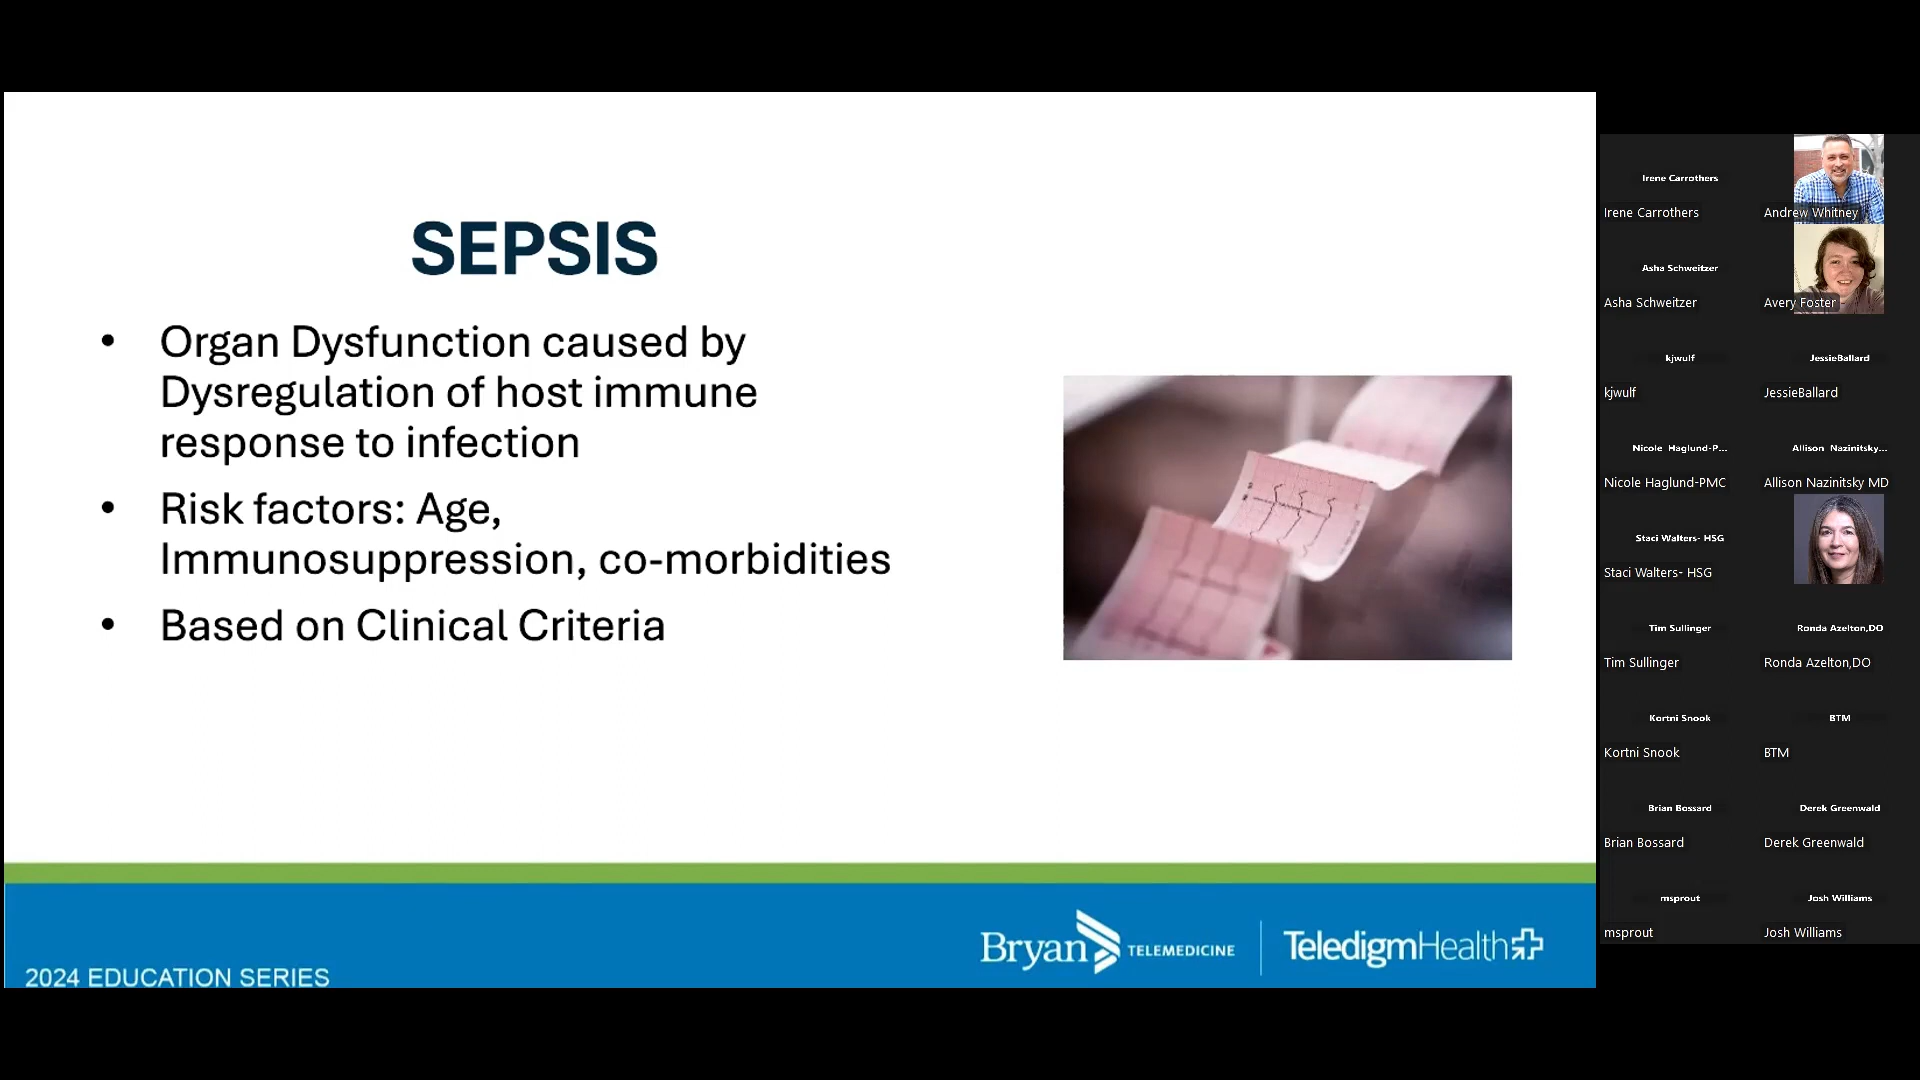 SEPSIS
• Organ Dysfunction caused by
Dysregulation of host immune
response to infection
• Risk factors: Age,
Immunosuppression, co-morbidities
• Based on Clinical Criteria
2024 EDUCATION SERIES
Bryan TELEMEDICINE
TeledigmHealth
Irene Carrothers
Irene Carrothers
Andrew Whitney
Asha Schweitzer
Asha Schweitzer
Avery Foster
kjwulf
kjwulf
JessieBallard
JessieBallard
Nicole Haglund-P...
Nicole Haglund-PMC
Allison Nazinitsky...
Allison Nazinitsky MD
Staci Walters- HSG
Staci Walters- HSG
Tim Sullinger
Tim Sullinger
Ronda Azelton,DO
Ronda Azelton,DO
Kortni Snook
Kortni Snook
BTM
BTM
Brian Bossard
Brian Bossard
Derek Greenwald
Derek Greenwald
msprout
msprout
Josh Williams
Josh Williams